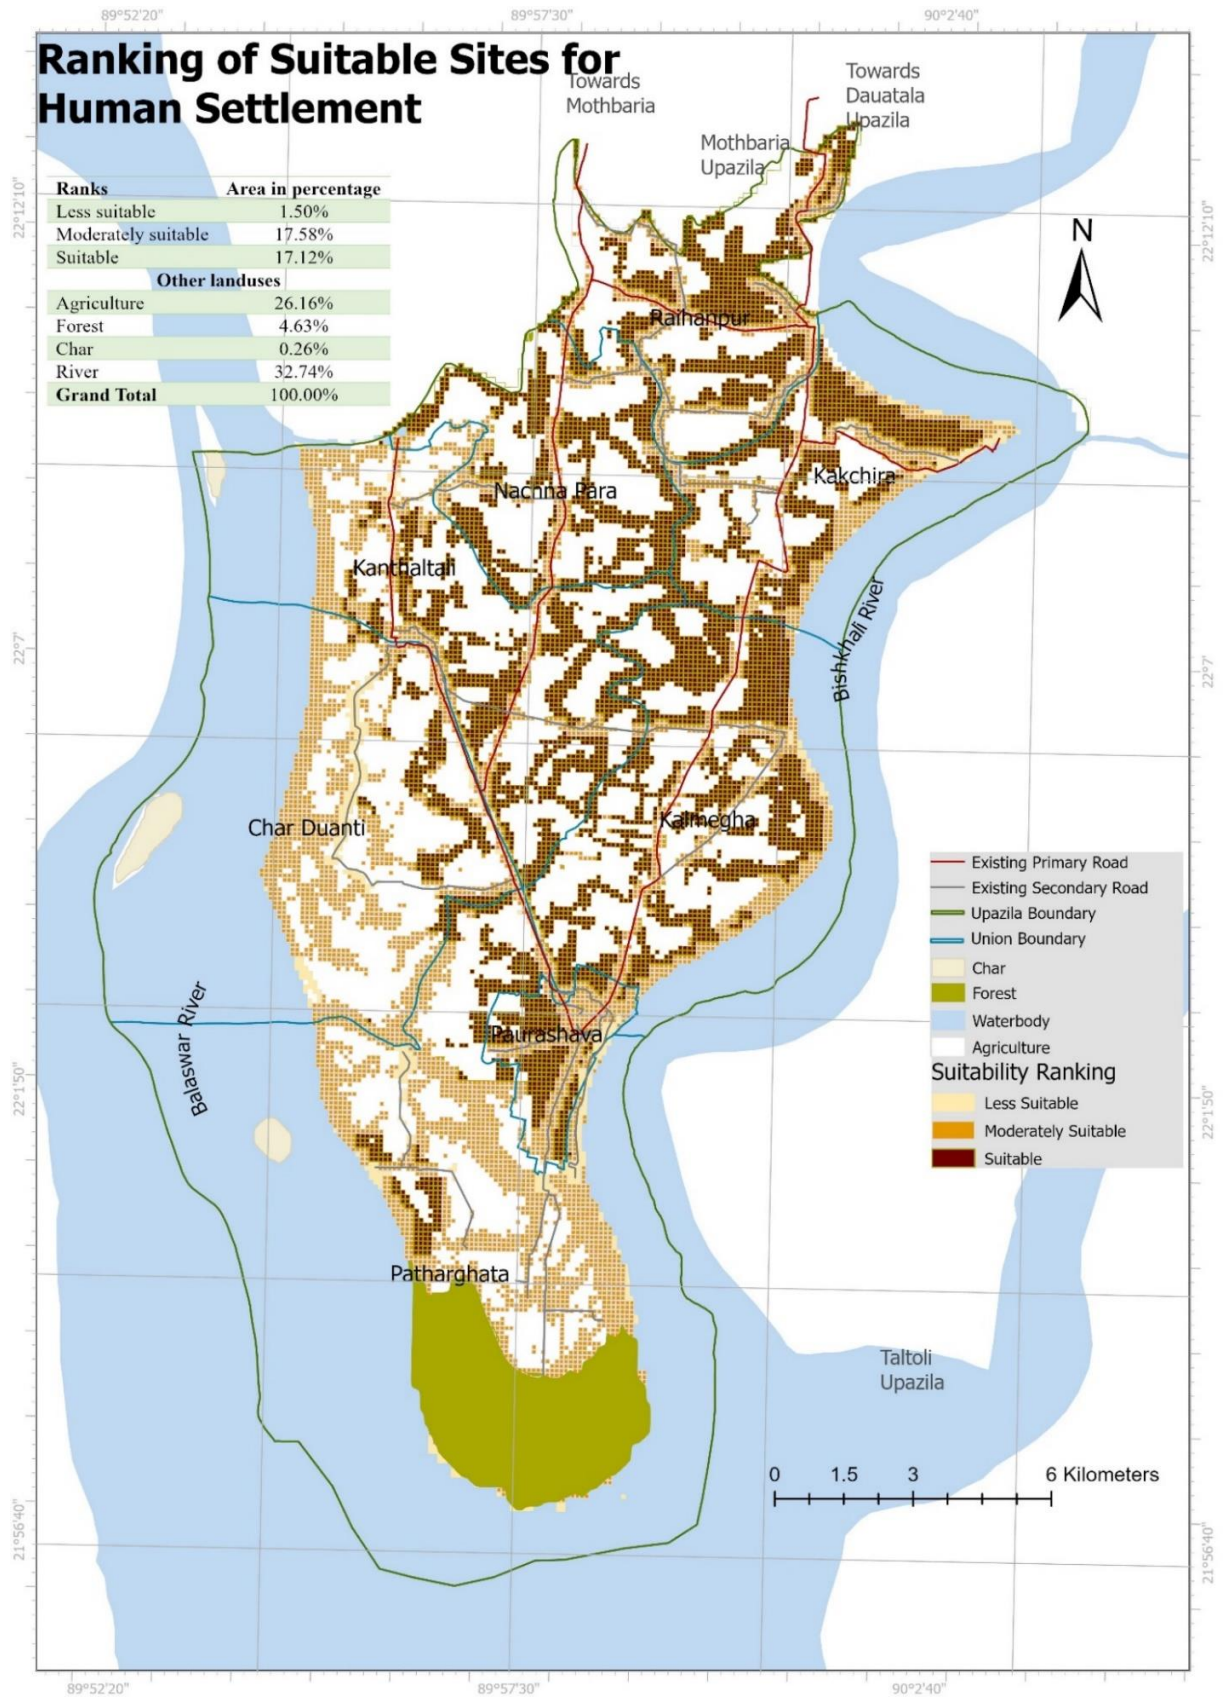 89°52'20"
89°57'30"
90°2'40"
Ranking of Suitable Sites for
Human Settlement
Towards
Mothbaria
Towards
Dauatala
Upazila
Mothbaria
Upazila
22°12'10"
22°12'10"
Ranks Area in percentage
Less suitable 1.50%
Moderately suitable 17.58%
Suitable 17.12%
Other landuses
Agriculture 26.16%
Forest 4.63%
Char 0.26%
River 32.74%
Grand Total 100.00%
N
Raihanpur
Kakchira
Nachna Para
Kanthaltali
Bishkhali River
22°7'
22°7'
Char Duanti
Kalmegha
Existing Primary Road
Existing Secondary Road
Upazila Boundary
Union Boundary
Char
Forest
Waterbody
Agriculture
Suitability Ranking
Less Suitable
Moderately Suitable
Suitable
Balaswar River
Paurashava
22°1'50"
22°1'50"
Patharghata
Taltoli
Upazila
0 1.5 3 6 Kilometers
21°56'40"
21°56'40"
89°52'20"
89°57'30"
90°2'40"